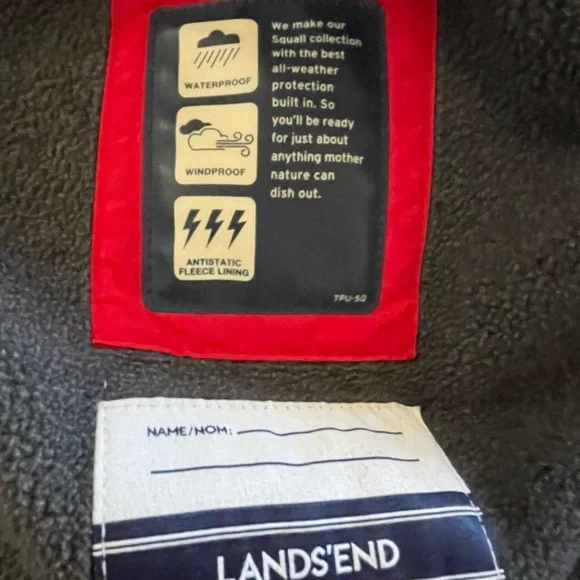 WATERPROOF
WINDPROOF
ANTISTATIC
FLEECE LINING
We make our
Squall collection
with the best
all-weather
protection
built in. So
you'll be ready
for just about
anything mother
nature can
dish out.
TPU-SQ
NAME/NOM:
LANDS'END